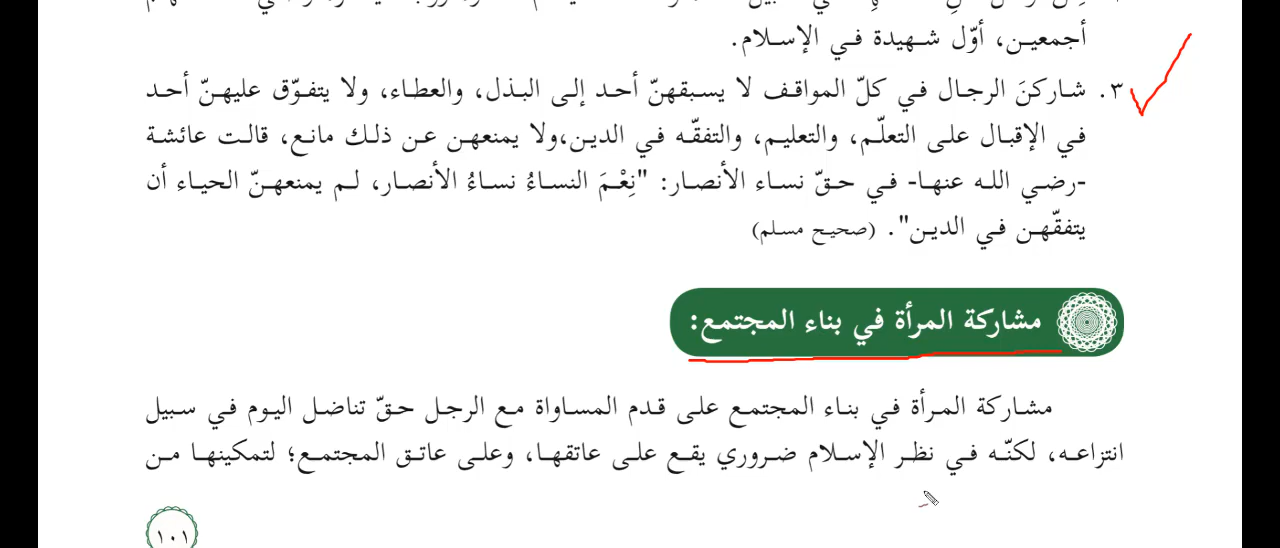 أجمعين، أوّل شهيدة في الإسلام.
٣. شاركنَ الرجال في كلّ المواقف لا يسبقهنّ أحد إلى البذل، والعطاء، ولا يتفوّق عليهنّ أحد
في الإقبال على التعلّم، والتعليم، والتفقّه في الدين،ولا يمنعهن عن ذلك مانع، قالت عائشة
-رضي الله عنها- في حقّ نساء الأنصار: "نِعْمَ النساءُ نساءُ الأنصار، لم يمنعهنّ الحياء أن
يتفقّهن في الدين". (صحيح مسلم)
مشاركة المرأة في بناء المجتمع:
مشاركة المرأة في بناء المجتمع على قدم المساواة مع الرجل حقّ تناضل اليوم في سبيل
انتزاعه، لكنّه في نظر الإسلام ضروري يقع على عاتقها، وعلى عاتق المجتمع؛ لتمكينها من
١٠١